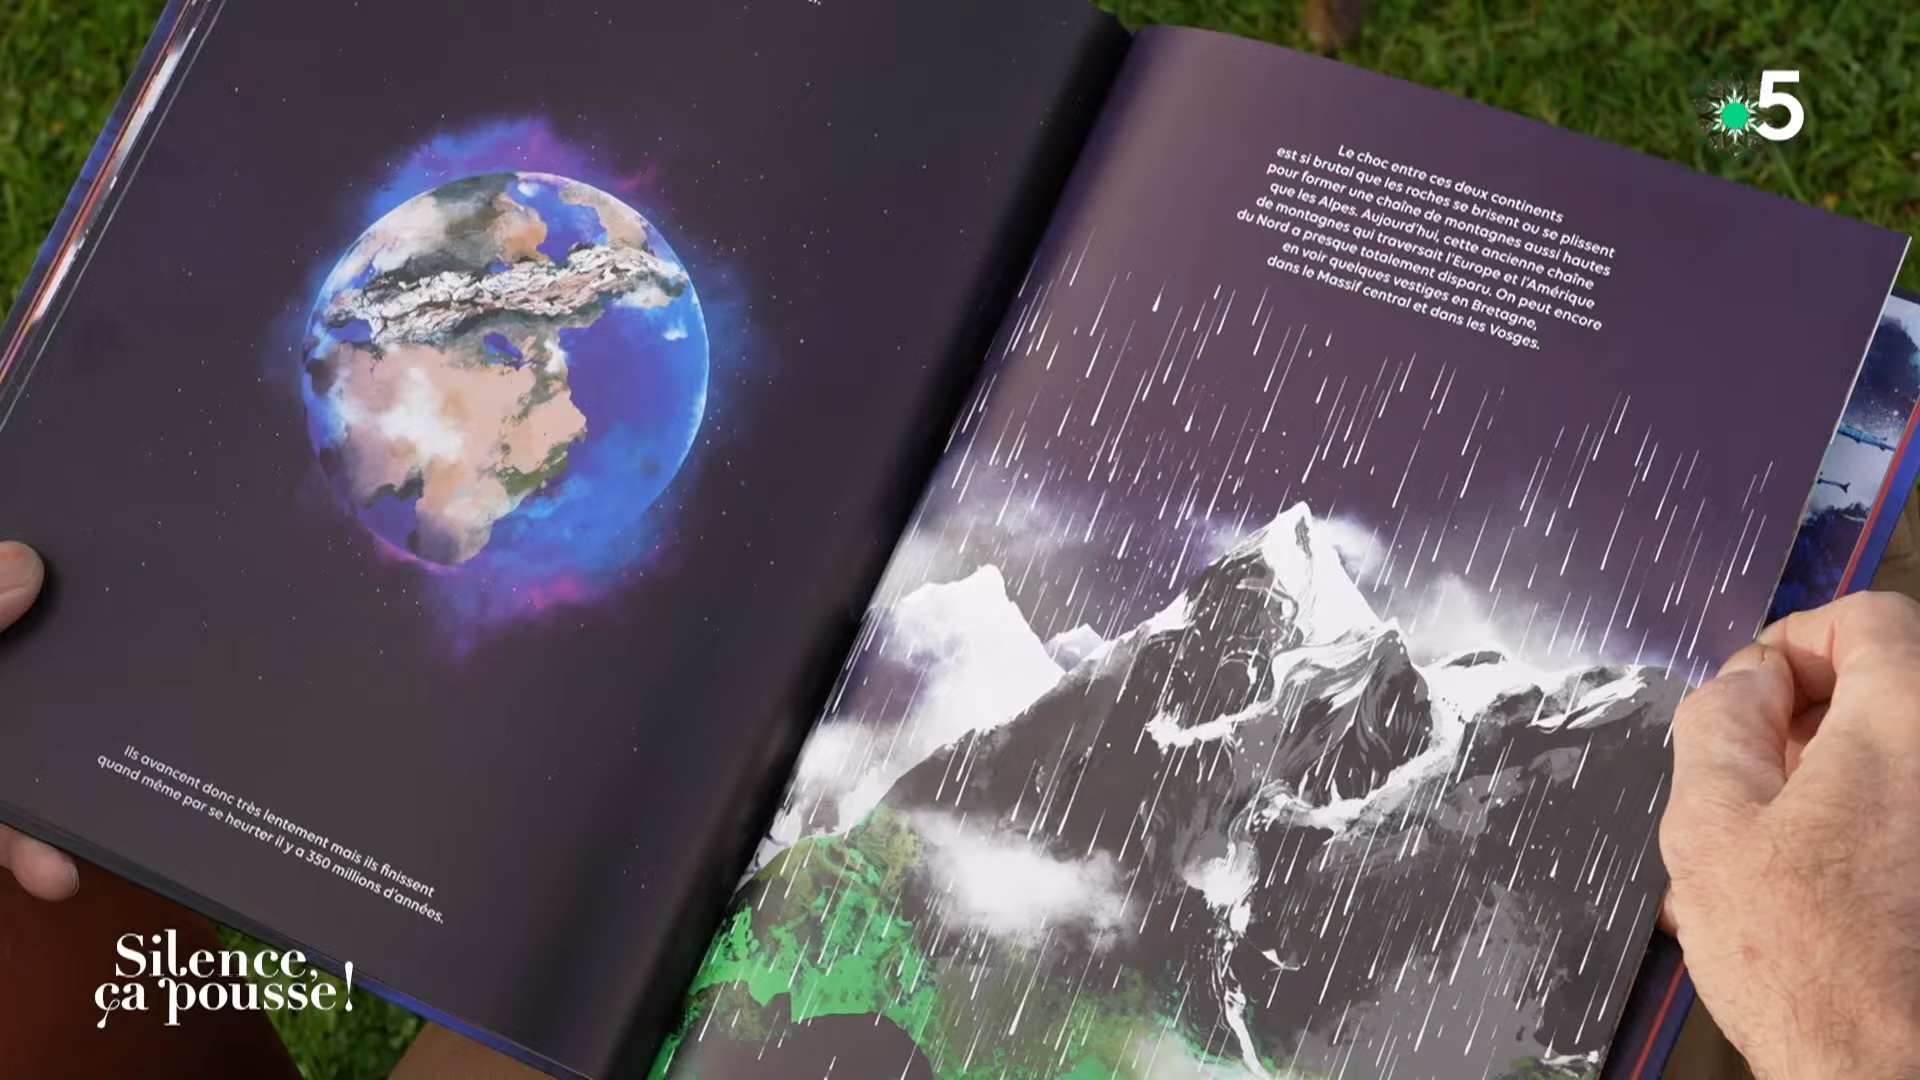 5
Ils avancent donc très lentement mais ils finissent
quand même par se heurter il y a 350 millions d'années.
Le choc entre ces deux continents
est si brutal que les roches se brisent ou se plissent
pour former une chaîne de montagnes aussi hautes
que les Alpes. Aujourd'hui, cette ancienne chaîne
de montagnes qui traversait l'Europe et l'Amérique
du Nord a presque totalement disparu. On peut encore
en voir quelques vestiges en Bretagne,
dans le Massif central et dans les Vosges.
Silence,
ça pousse !